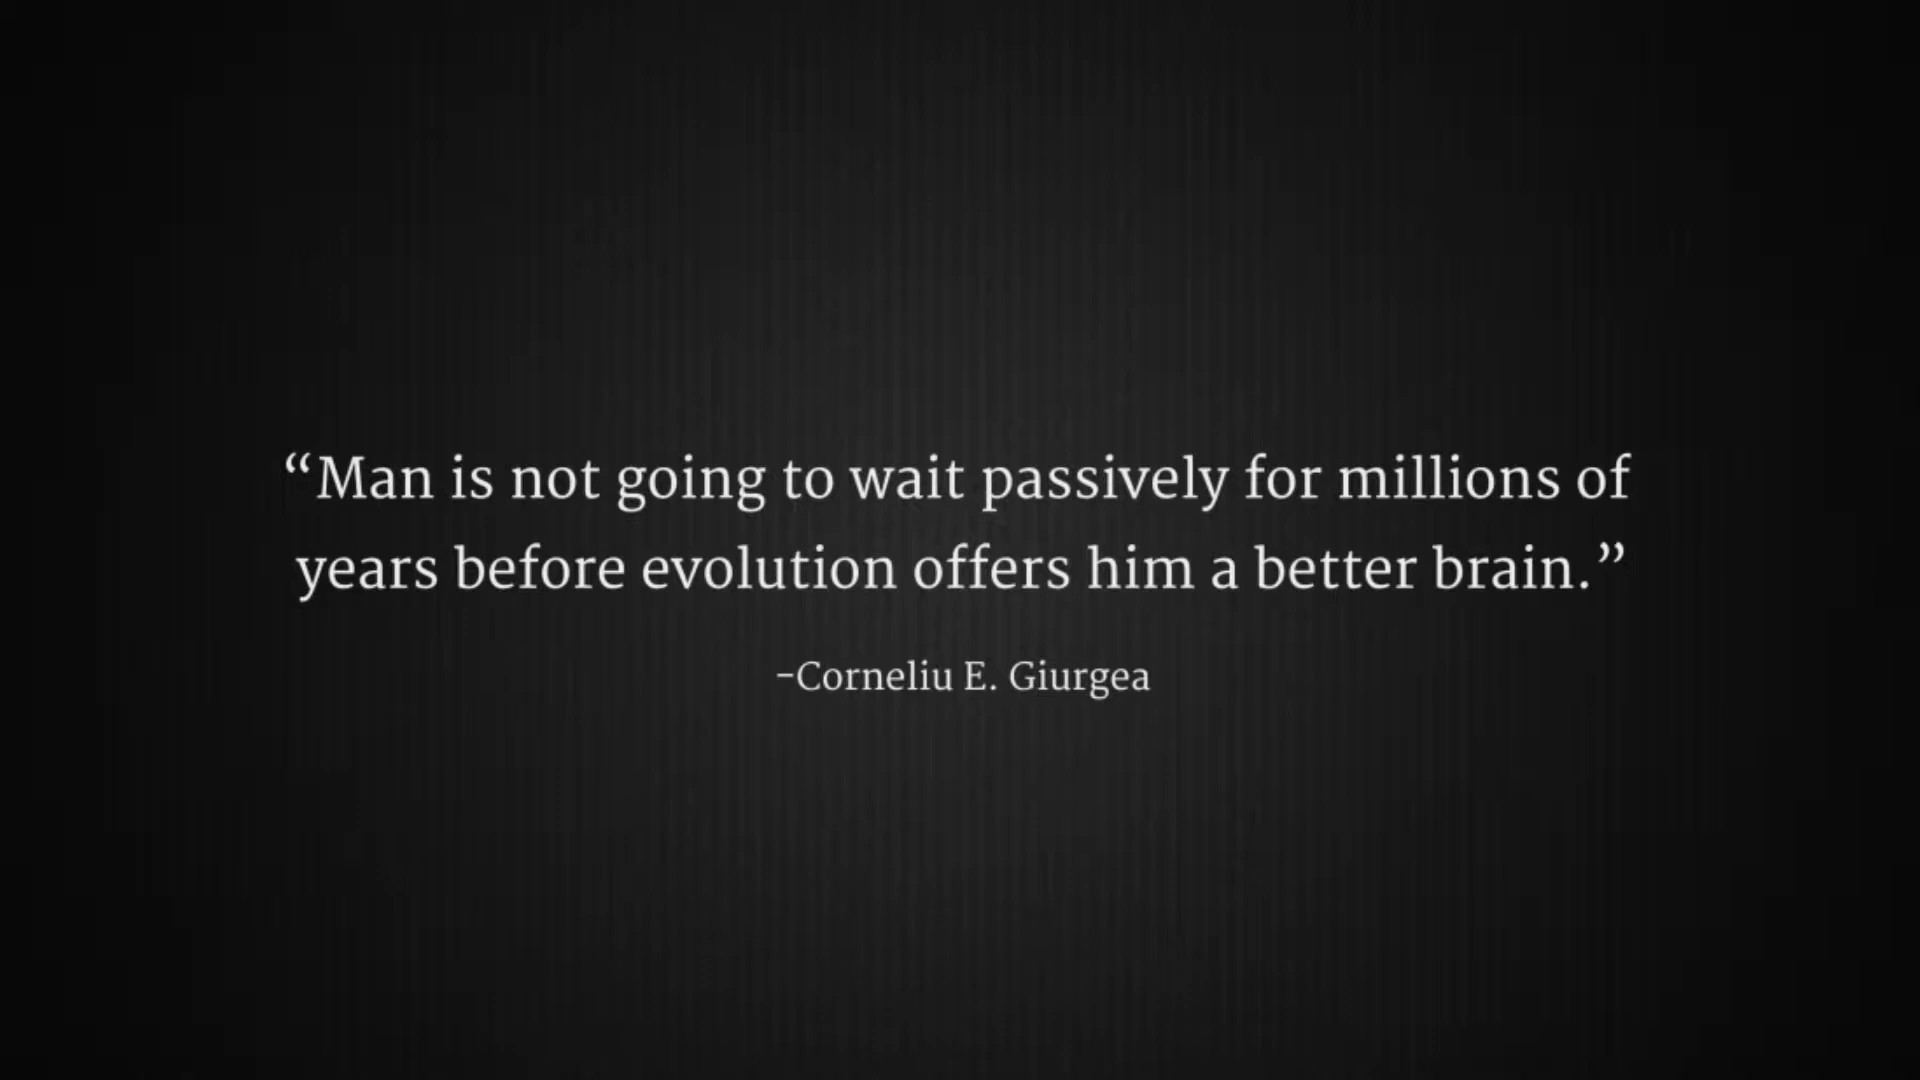 “Man is not going to wait passively for millions of
years before evolution offers him a better brain.”
–Corneliu E. Giurgea